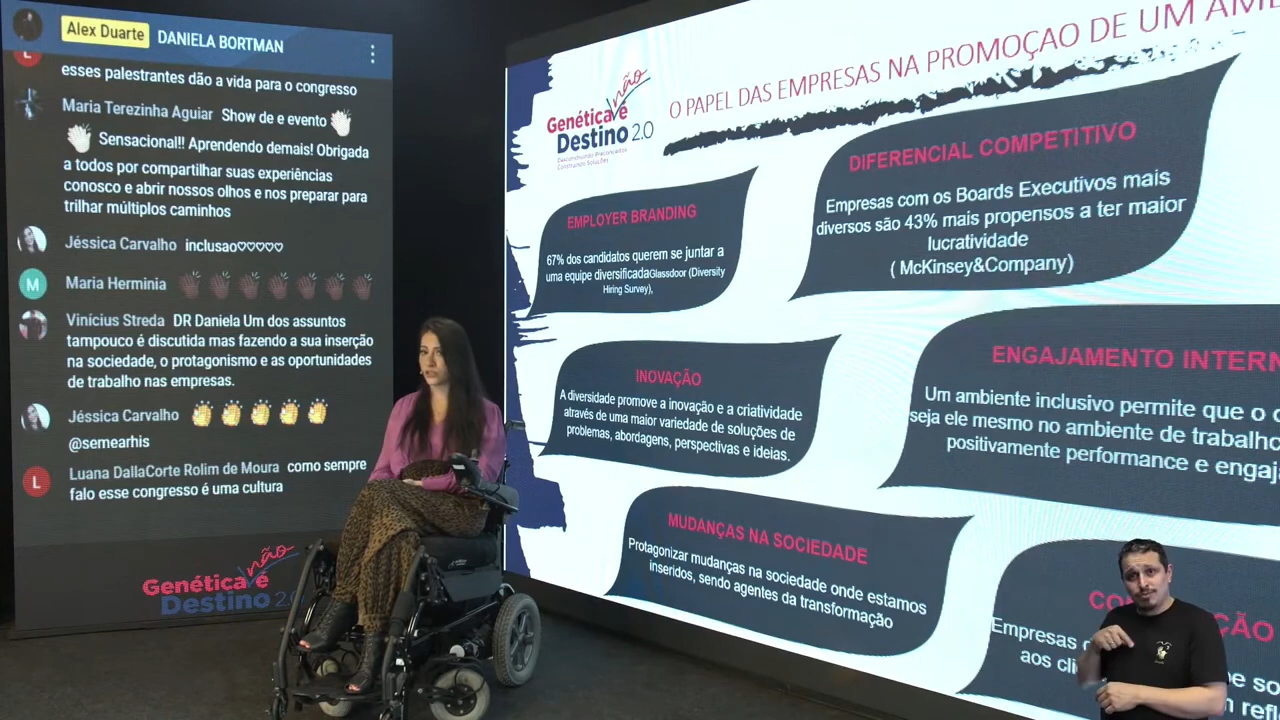 Alex Duarte DANIELA BORTMAN
esses palestrantes dão a vida para o congresso
Maria Terezinha Aguiar Show de e evento
Sensacional!! Aprendendo demais! Obrigada
a todos por compartilhar suas experiências
conosco e abrir nossos olhos e nos preparar para
trilhar múltiplos caminhos
Jéssica Carvalho inclusao♡♡♡♡♡
M Maria Herminia
Vinicius Streda DR Daniela Um dos assuntos
tampouco é discutida mas fazendo a sua inserção
na sociedade, o protagonismo e as oportunidades
de trabalho nas empresas.
Jéssica Carvalho
@semearhis
L Luana DallaCorte Rolim de Moura como sempre
falo esse congresso é uma cultura
não
Genética é
Destino 2.0
não
Genética é
Destino 2.0
Desconstruindo Preconceitos
Construindo Soluções
O PAPEL DAS EMPRESAS NA PROMOÇAO DE UM
EMPLOYER BRANDING
67% dos candidatos querem se juntar a
uma equipe diversificadaGlassdoor (Diversity
Hiring Survey),
DIFERENCIAL COMPETITIVO
Empresas com os Boards Executivos mais
diversos são 43% mais propensos a ter maior
lucratividade
( McKinsey&Company)
INOVAÇÃO
A diversidade promove a inovação e a criatividade
através de uma maior variedade de soluções de
problemas, abordagens, perspectivas e ideias.
ENGAJAMENTO INTERN
Um ambiente inclusivo permite que o
seja ele mesmo no ambiente de trabalho
positivamente performance e engaj
MUDANÇAS NA SOCIEDADE
Protagonizar mudanças na sociedade onde estamos
inseridos, sendo agentes da transformação
Empresas
aos